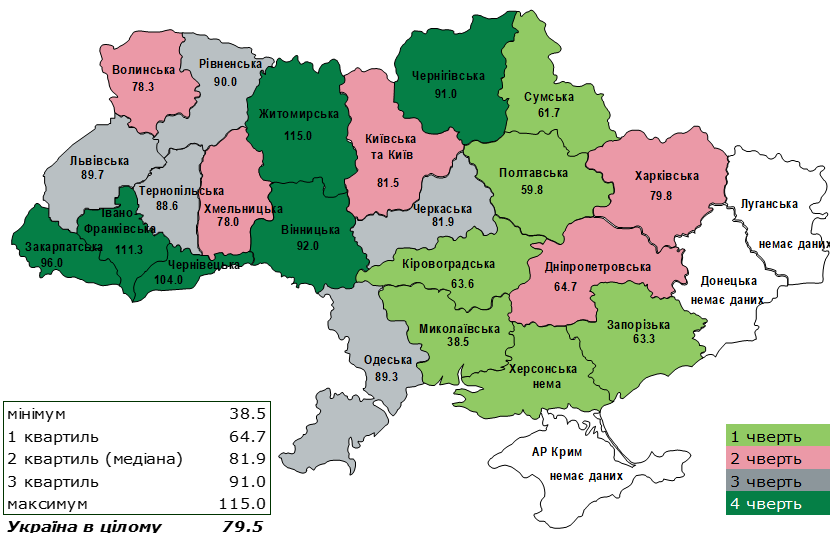 Волинська
78.3
Рівненська
90.0
Житомирська
115.0
Чернігівська
91.0
Сумська
61.7
Київська
та Київ
81.5
Львівська
89.7
Тернопільська
88.6
Хмельницька
78.0
Полтавська
59.8
Харківська
79.8
Луганська
немає даних
Івано
Франківське
111.3
Закарпатська
96.0
Чернівецька
104.0
Вінницька
92.0
Черкаська
81.9
Кіровоградська
63.6
Дніпропетровська
64.7
Донецька
немає даних
Миколаївська
38.5
Запорізька
63.3
Одеська
89.3
Херсонська
нема
АР Крим
немає даних
мінімум 38.5
1 квартиль 64.7
2 квартиль (медіана) 81.9
3 квартиль 91.0
максимум 115.0
Україна в цілому 79.5
1 чверть
2 чверть
3 чверть
4 чверть